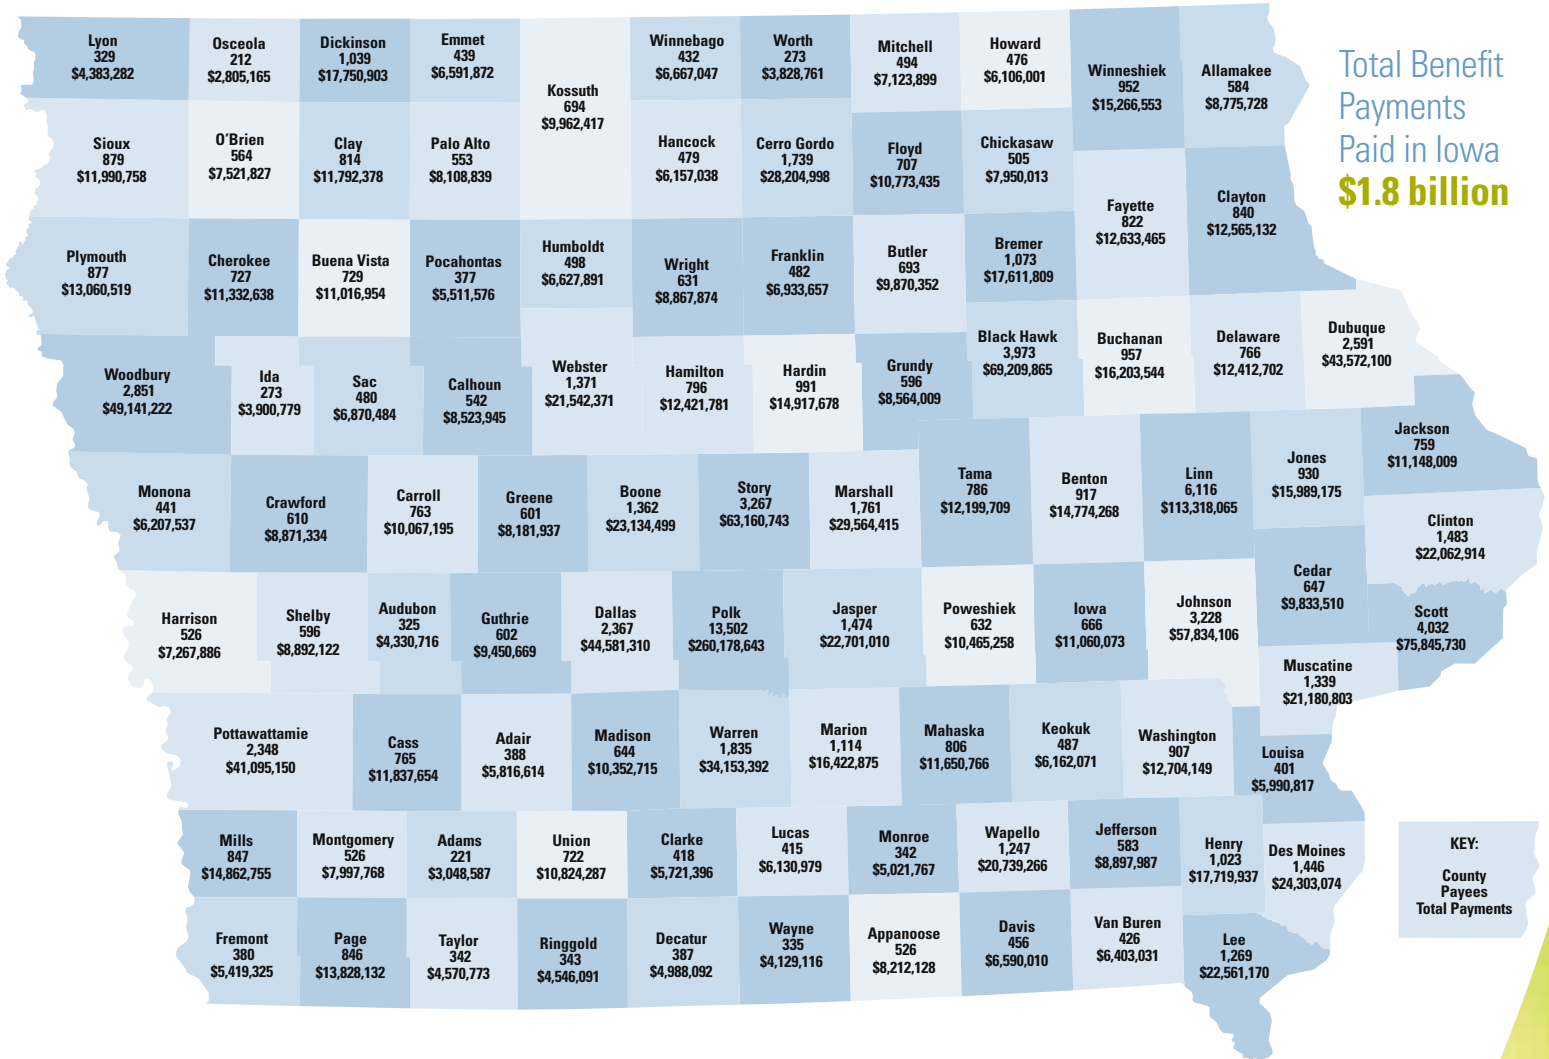 Total Benefit
Payments
Paid in Iowa
$1.8 billion
Lyon
329
$4,383,282
Osceola
212
$2,805,165
Dickinson
1,039
$17,750,903
Emmet
439
$6,591,872
Kossuth
694
$9,962,417
Winnebago
432
$6,667,047
Worth
273
$3,828,761
Mitchell
494
$7,123,899
Howard
476
$6,106,001
Winneshiek
952
$15,266,553
Allamakee
584
$8,775,728
Sioux
879
$11,990,758
O'Brien
564
$7,521,827
Clay
814
$11,792,378
Palo Alto
553
$8,108,839
Hancock
479
$6,157,038
Cerro Gordo
1,739
$28,204,998
Floyd
707
$10,773,435
Chickasaw
505
$7,950,013
Fayette
822
$12,633,465
Clayton
840
$12,565,132
Plymouth
877
$13,060,519
Cherokee
727
$11,332,638
Buena Vista
729
$11,016,954
Pocahontas
377
$5,511,576
Humboldt
498
$6,627,891
Wright
631
$8,867,874
Franklin
482
$6,933,657
Butler
693
$9,870,352
Bremer
1,073
$17,611,809
Woodbury
2,851
$49,141,222
Ida
273
$3,900,779
Sac
480
$6,870,484
Calhoun
542
$8,523,945
Webster
1,371
$21,542,371
Hamilton
796
$12,421,781
Hardin
991
$14,917,678
Grundy
596
$8,564,009
Black Hawk
3,973
$69,209,865
Buchanan
957
$16,203,544
Delaware
766
$12,412,702
Dubuque
2,591
$43,572,100
Monona
441
$6,207,537
Crawford
610
$8,871,334
Carroll
763
$10,067,195
Greene
601
$8,181,937
Boone
1,362
$23,134,499
Story
3,267
$63,160,743
Marshall
1,761
$29,564,415
Tama
786
$12,199,709
Benton
917
$14,774,268
Linn
6,116
$113,318,065
Jones
930
$15,989,175
Jackson
759
$11,148,009
Clinton
1,483
$22,062,914
Cedar
647
$9,833,510
Harrison
526
$7,267,886
Shelby
596
$8,892,122
Audubon
325
$4,330,716
Guthrie
602
$9,450,669
Dallas
2,367
$44,581,310
Polk
13,502
$260,178,643
Jasper
1,474
$22,701,010
Poweshiek
632
$10,465,258
Iowa
666
$11,060,073
Johnson
3,228
$57,834,106
Scott
4,032
$75,845,730
Muscatine
1,339
$21,180,803
Pottawattamie
2,348
$41,095,150
Cass
765
$11,837,654
Adair
388
$5,816,614
Madison
644
$10,352,715
Warren
1,835
$34,153,392
Marion
1,114
$16,422,875
Mahaska
806
$11,650,766
Keokuk
487
$6,162,071
Washington
907
$12,704,149
Louisa
401
$5,990,817
Mills
847
$14,862,755
Montgomery
526
$7,997,768
Adams
221
$3,048,587
Union
722
$10,824,287
Clarke
418
$5,721,396
Lucas
415
$6,130,979
Monroe
342
$5,021,767
Wapello
1,247
$20,739,266
Jefferson
583
$8,897,987
Henry
1,023
$17,719,937
Des Moines
1,446
$24,303,074
Fremont
380
$5,419,325
Page
846
$13,828,132
Taylor
342
$4,570,773
Ringgold
343
$4,546,091
Decatur
387
$4,988,092
Wayne
335
$4,129,116
Appanoose
526
$8,212,128
Davis
456
$6,590,010
Van Buren
426
$6,403,031
Lee
1,269
$22,561,170
KEY:
County
Payees
Total Payments